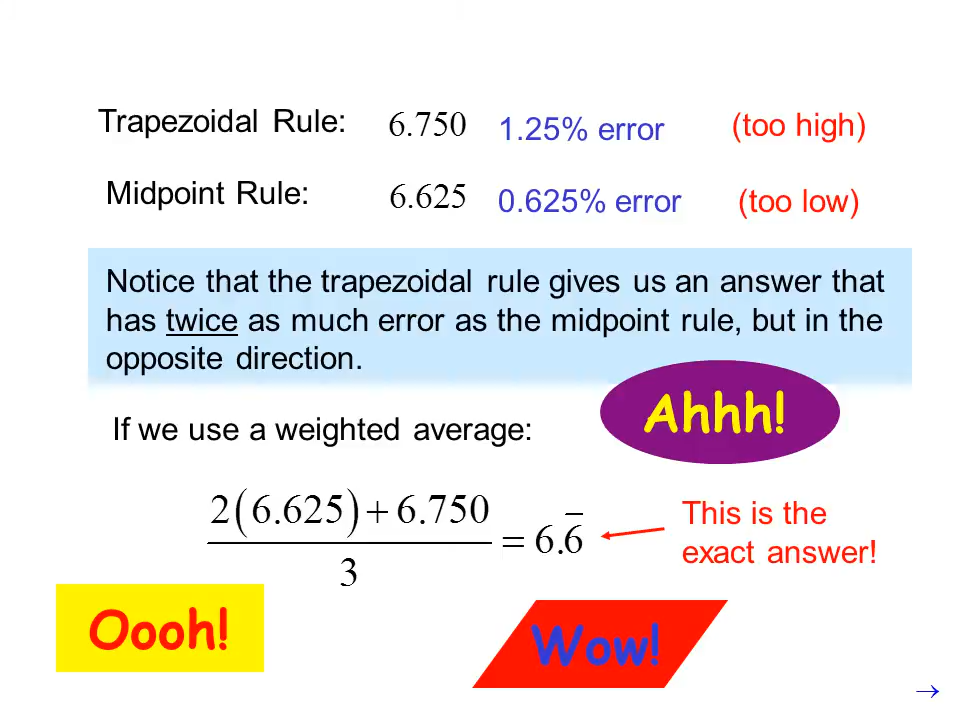 Trapezoidal Rule: 6.750 1.25% error (too high)
Midpoint Rule: 6.625 0.625% error (too low)
Notice that the trapezoidal rule gives us an answer that
has twice as much error as the midpoint rule, but in the
opposite direction.
Ahhh!
If we use a weighted average:
2(6.625)+6.750
3
= 6.6̅
This is the
exact answer!
Oooh!
Wow!
→